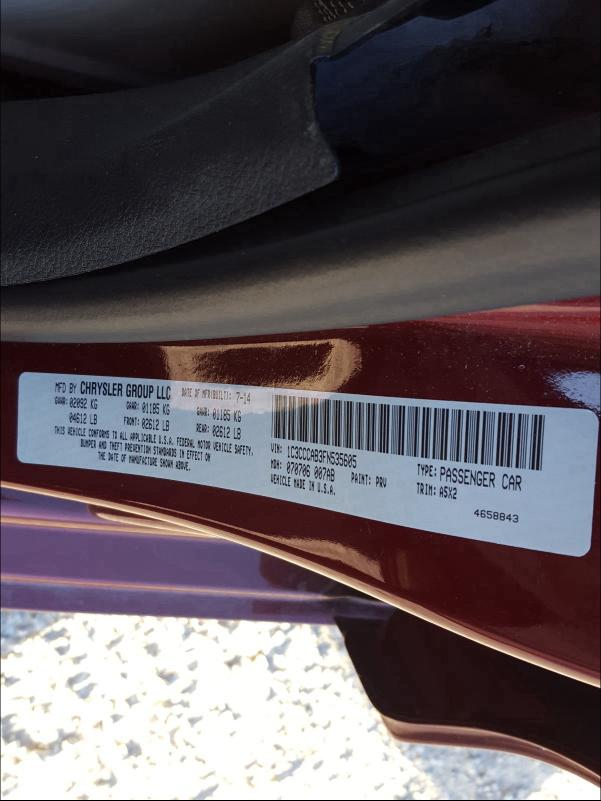 MFD BY CHRYSLER GROUP LLC DATE OF MFR(BUILT): 7-14
GVWR: 02092 KG GAWR: 01185 KG GAWR: 01185 KG
04612 LB FRONT: 02612 LB REAR: 02612 LB
THIS VEHICLE CONFORMS TO ALL APPLICABLE U.S.A. FEDERAL MOTOR VEHICLE SAFETY,
BUMPER AND THEFT PREVENTION STANDARDS IN EFFECT ON
THE DATE OF MANUFACTURE SHOWN ABOVE.
VIN: 1C3CCCAB3FN535605 TYPE: PASSENGER CAR
MDH: 070706 007AB PAINT: PRV TRIM: ASX2
VEHICLE MADE IN U.S.A. 4658843